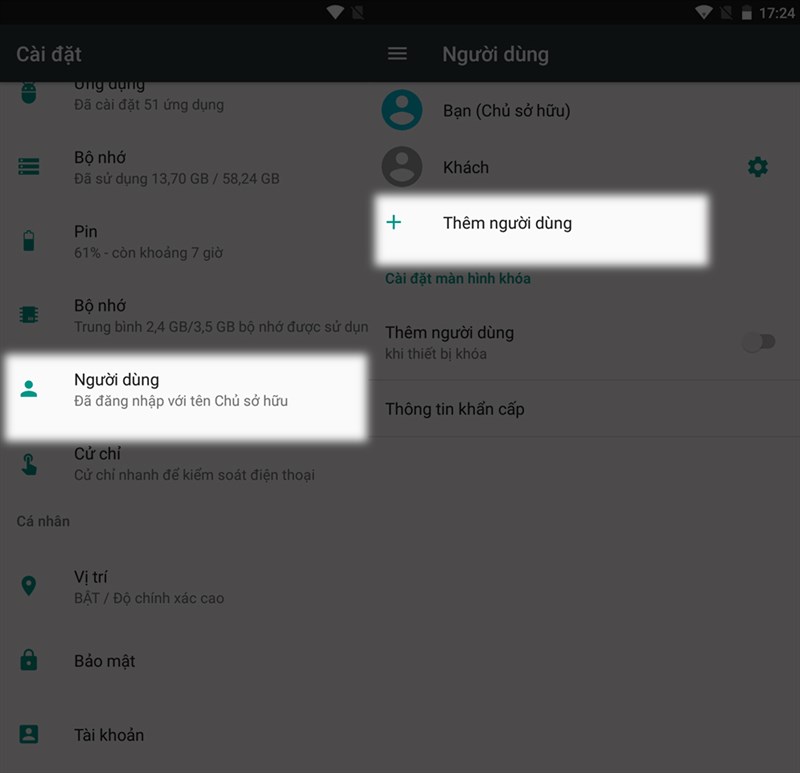 Cài đặt
Ứng dụng
Đã cài đặt 51 ứng dụng
Bộ nhớ
Đã sử dụng 13,70 GB / 58,24 GB
Pin
61% - còn khoảng 7 giờ
Bộ nhớ
Trung bình 2,4 GB/3,5 GB bộ nhớ được sử dụn
Người dùng
Đã đăng nhập với tên Chủ sở hữu
Cử chỉ
Cử chỉ nhanh để kiểm soát điện thoại
Cá nhân
Vị trí
BẬT / Độ chính xác cao
Bảo mật
Tài khoản
17:24
Người dùng
Bạn (Chủ sở hữu)
Khách
Thêm người dùng
Cài đặt màn hình khóa
Thêm người dùng
khi thiết bị khóa
Thông tin khẩn cấp